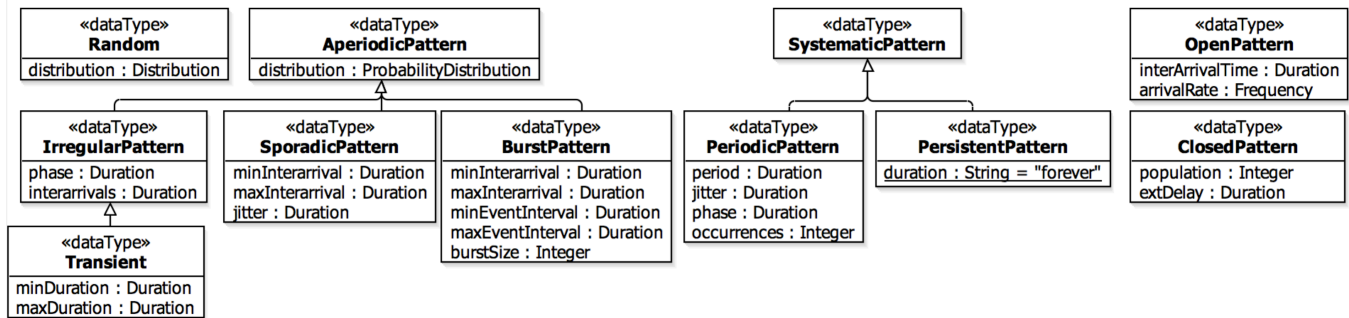 «dataType»
Random
distribution : Distribution
«dataType»
AperiodicPattern
distribution : ProbabilityDistribution
«dataType»
SystematicPattern
«dataType»
OpenPattern
interArrivalTime : Duration
arrivalRate : Frequency
«dataType»
IrregularPattern
phase : Duration
interarrivals : Duration
«dataType»
SporadicPattern
minInterarrival : Duration
maxInterarrival : Duration
jitter : Duration
«dataType»
BurstPattern
minInterarrival : Duration
maxInterarrival : Duration
minEventInterval : Duration
maxEventInterval : Duration
burstSize : Integer
«dataType»
PeriodicPattern
period : Duration
jitter : Duration
phase : Duration
occurrences : Integer
«dataType»
PersistentPattern
duration : String = "forever"
«dataType»
ClosedPattern
population : Integer
extDelay : Duration
«dataType»
Transient
minDuration : Duration
maxDuration : Duration